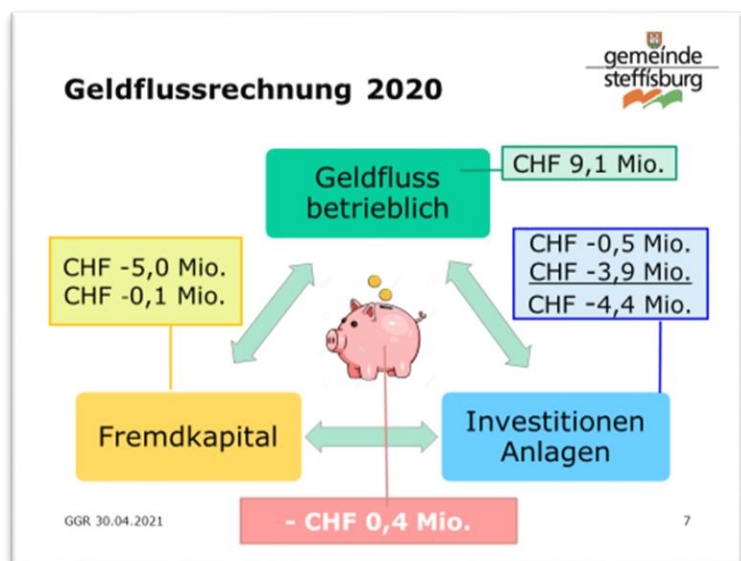 Geldflussrechnung 2020
gemeinde
steffisburg
Geldfluss
betrieblich
CHF 9,1 Mio.
CHF -5,0 Mio.
CHF -0,1 Mio.
CHF -0,5 Mio.
CHF -3,9 Mio.
CHF -4,4 Mio.
Fremdkapital
Investitionen
Anlagen
GGR 30.04.2021
- CHF 0,4 Mio.
7